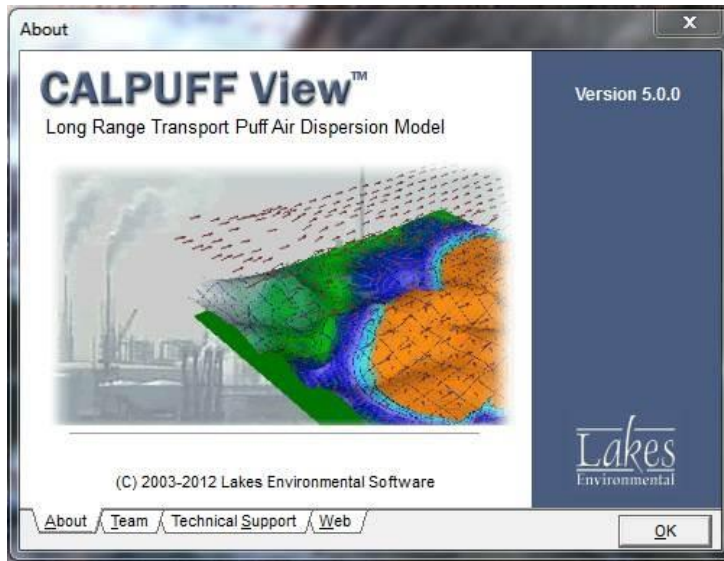 About
X
CALPUFF View™
Long Range Transport Puff Air Dispersion Model
Version 5.0.0
Lakes
Environmental
(C) 2003-2012 Lakes Environmental Software
About
Team
Technical Support
Web
OK